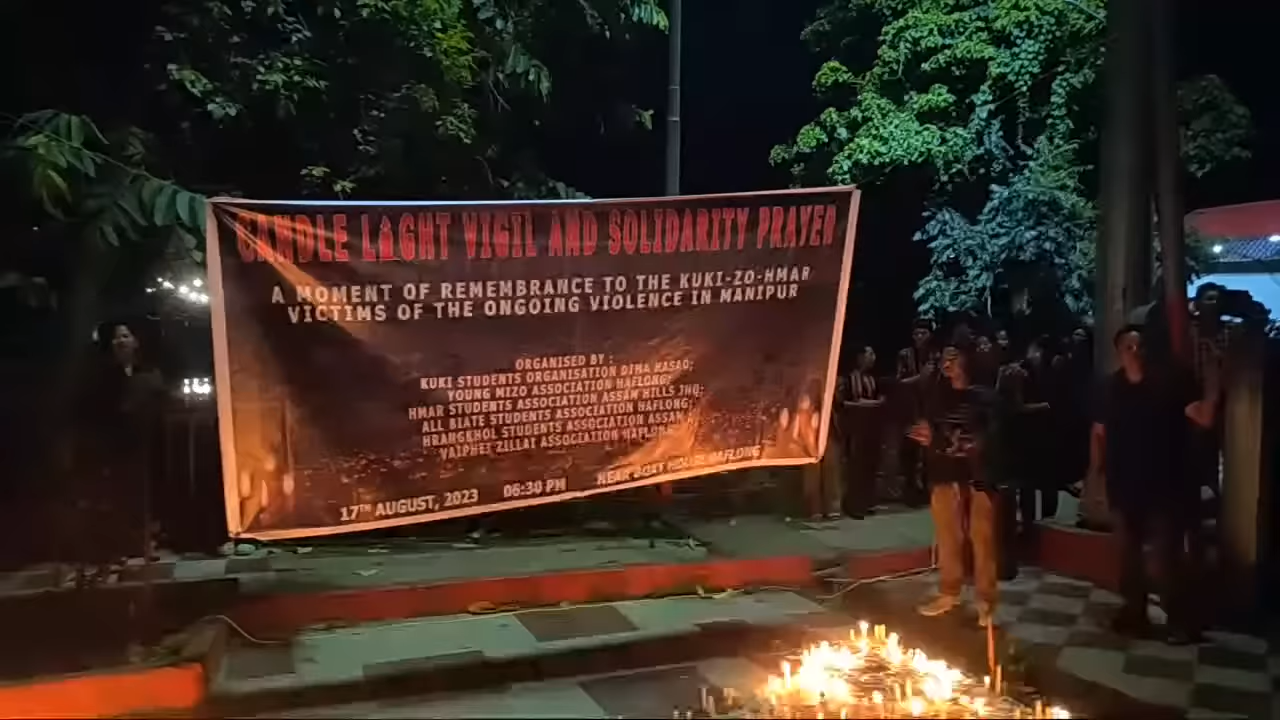 CANDLE LIGHT VIGIL AND SOLIDARITY PRAYER
A MOMENT OF REMEMBRANCE TO THE KUKI-ZO-HMAR
VICTIMS OF THE ONGOING VIOLENCE IN MANIPUR
ORGANISED BY :
KUKI STUDENTS ORGANISATION DIMA HASAO;
YOUNG MIZO ASSOCIATION HAFLONG;
HMAR STUDENTS ASSOCIATION ASSAM HILLS JHQ;
ALL BIATE STUDENTS ASSOCIATION HAFLONG;
HRANGKHOL STUDENTS ASSOCIATION ASSAM
VAIPHEI ZILLAI ASSOCIATION HAFLONG
17TH AUGUST, 2023 06:30 PM NEAR BOAT HOUSE HAFLONG